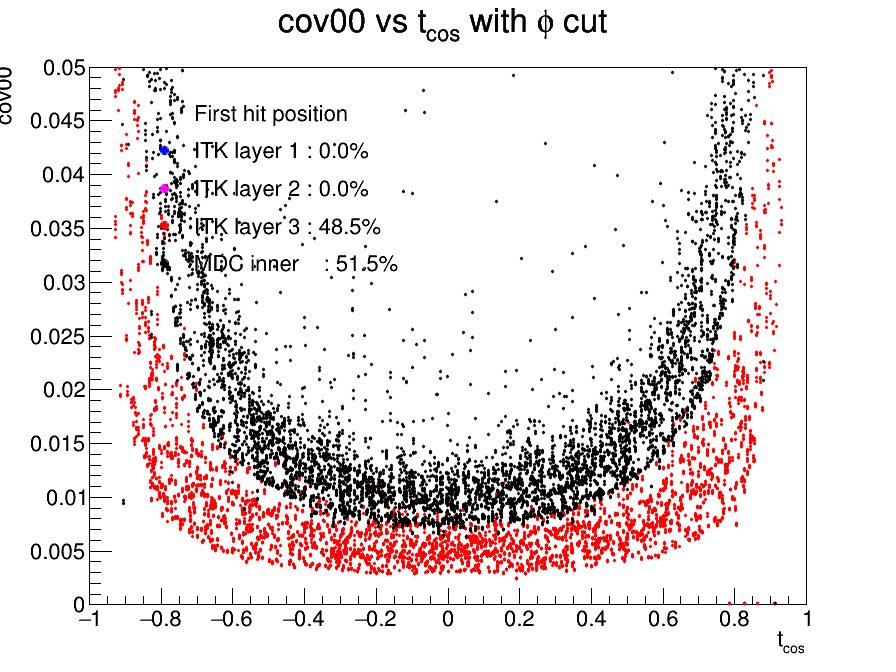 cov00 vs t_cos with ϕ cut
cov00
0.05
0.045
0.04
0.035
0.03
0.025
0.02
0.015
0.01
0.005
0
First hit position
ITK layer 1 : 0.0%
ITK layer 2 : 0.0%
ITK layer 3 : 48.5%
MDC inner : 51.5%
−1 −0.8 −0.6 −0.4 −0.2 0 0.2 0.4 0.6 0.8 1
t_cos